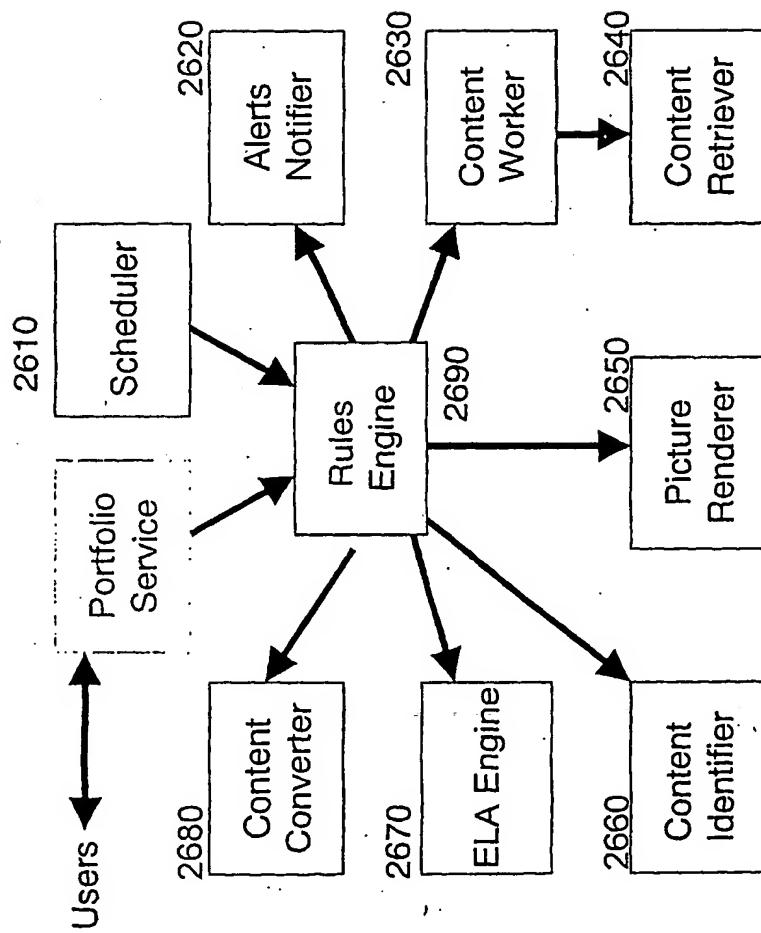 Users
Portfolio
Service
2610
Scheduler
2680
Content
Converter
Rules
Engine
2690
2620
Alerts
Notifier
2670
ELA Engine
2630
Content
Worker
2660
Content
Identifier
2650
Picture
Renderer
2640
Content
Retriever